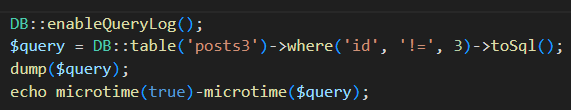 DB::enableQueryLog();
$query = DB::table('posts3')->where('id', '!=', 3)->toSql();
dump($query);
echo microtime(true)-microtime($query);